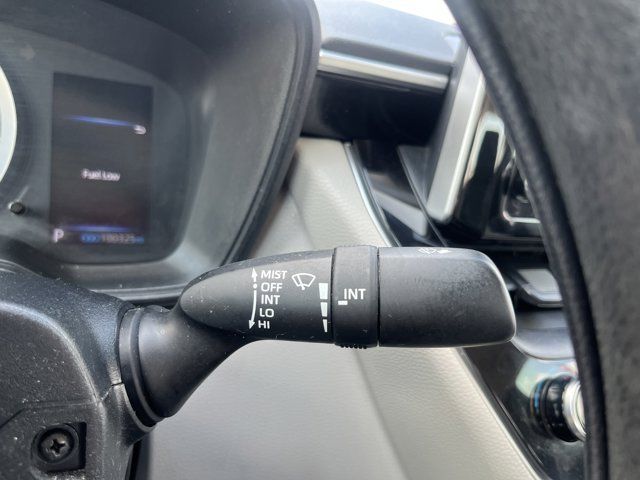 Fuel Low
P
MIST
OFF
INT
LO
HI
INT